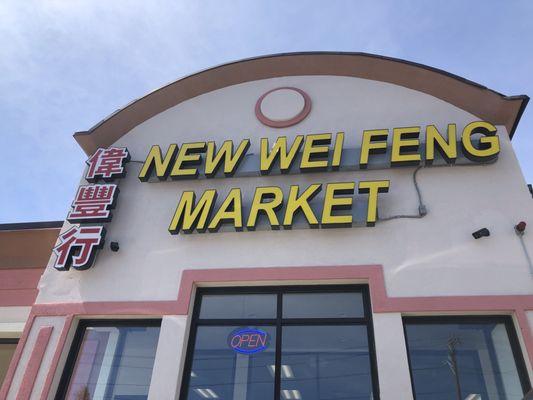 偉豐行
NEW WEI FENG
MARKET
OPEN